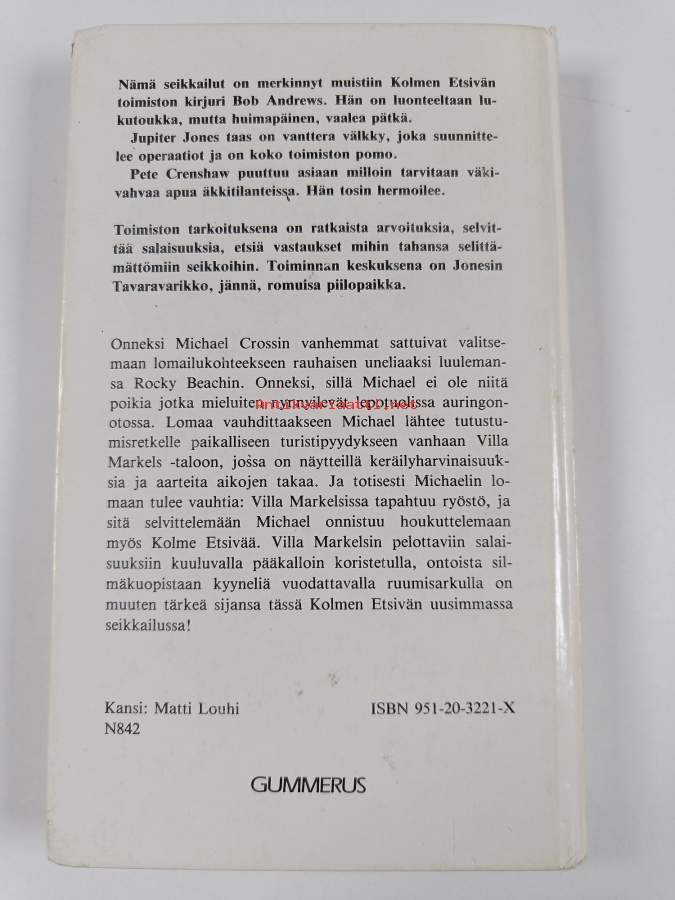 Nämä seikkailut on merkinnyt muistiin Kolmen Etsivän
toimiston kirjuri Bob Andrews. Hän on luonteeltaan lu-
kutoukka, mutta huimapäinen, vaalea pätkä.
Jupiter Jones taas on vanttera välkky, joka suunnitte-
lee operaatiot ja on koko toimiston pomo.
Pete Crenshaw puuttuu asiaan milloin tarvitaan väki-
vahvaa apua äkkitilanteissa. Hän tosin hermoilee.
Toimiston tarkoituksena on ratkaista arvoituksia, selvit-
tää salaisuuksia, etsiä vastaukset mihin tahansa selittä-
mättömiin seikkoihin. Toiminnan keskuksena on Jonesin
Tavaravarikko, jännä, romuisa piilopaikka.
Onneksi Michael Crossin vanhemmat sattuivat valitse-
maan lomailukohteekseen rauhaisen uneliaaksi luuleman-
sa Rocky Beachin. Onneksi, sillä Michael ei ole niitä
poikia jotka mieluiten nynnyilevät lepotuolissa auringon-
Antikvariaatti.net
otossa. Lomaa vauhdittaakseen Michael lähtee tutustu-
misretkelle paikalliseen turistipyydykseen vanhaan Villa
Markels -taloon, jossa on näytteillä keräilyharvinaisuuk-
sia ja aarteita aikojen takaa. Ja totisesti Michaelin lo-
maan tulee vauhtia: Villa Markelsissa tapahtuu ryöstö, ja
sitä selvittelemään Michael onnistuu houkuttelemaan
myös Kolme Etsivää. Villa Markelsin pelottaviin salai-
suuksiin kuuluvalla pääkalloin koristetulla, ontoista sil-
mäkuopistaan kyyneliä vuodattavalla ruumisarkulla on
muuten tärkeä sijansa tässä Kolmen Etsivän uusimmassa
seikkailussa!
Kansi: Matti Louhi ISBN 951-20-3221-X
N842
GUMMERUS